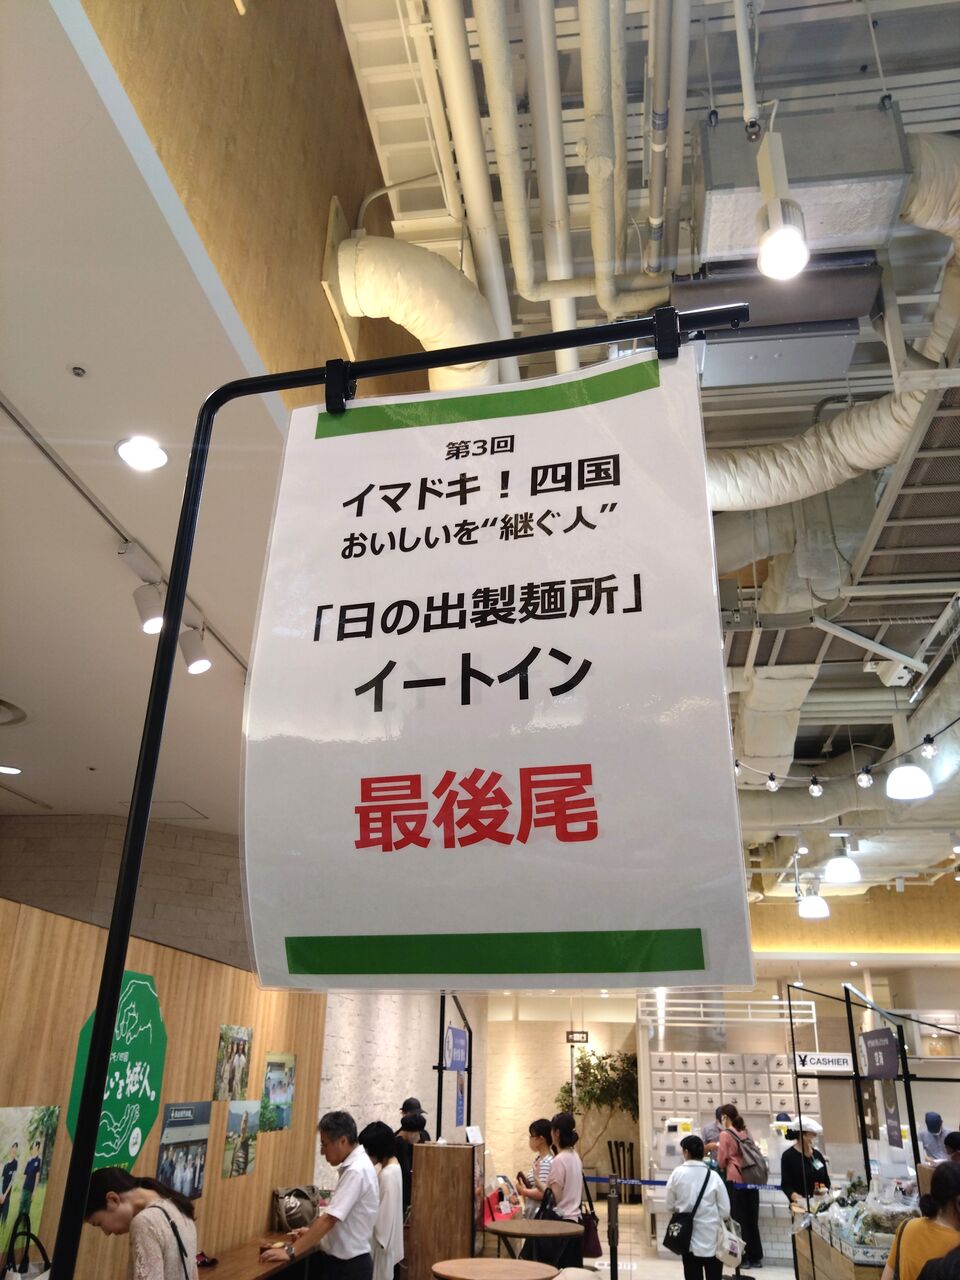 第3回
イマドキ！四国
おいしいを“継ぐ人”
「日の出製麺所」
イートイン
最後尾
¥ CASHIER